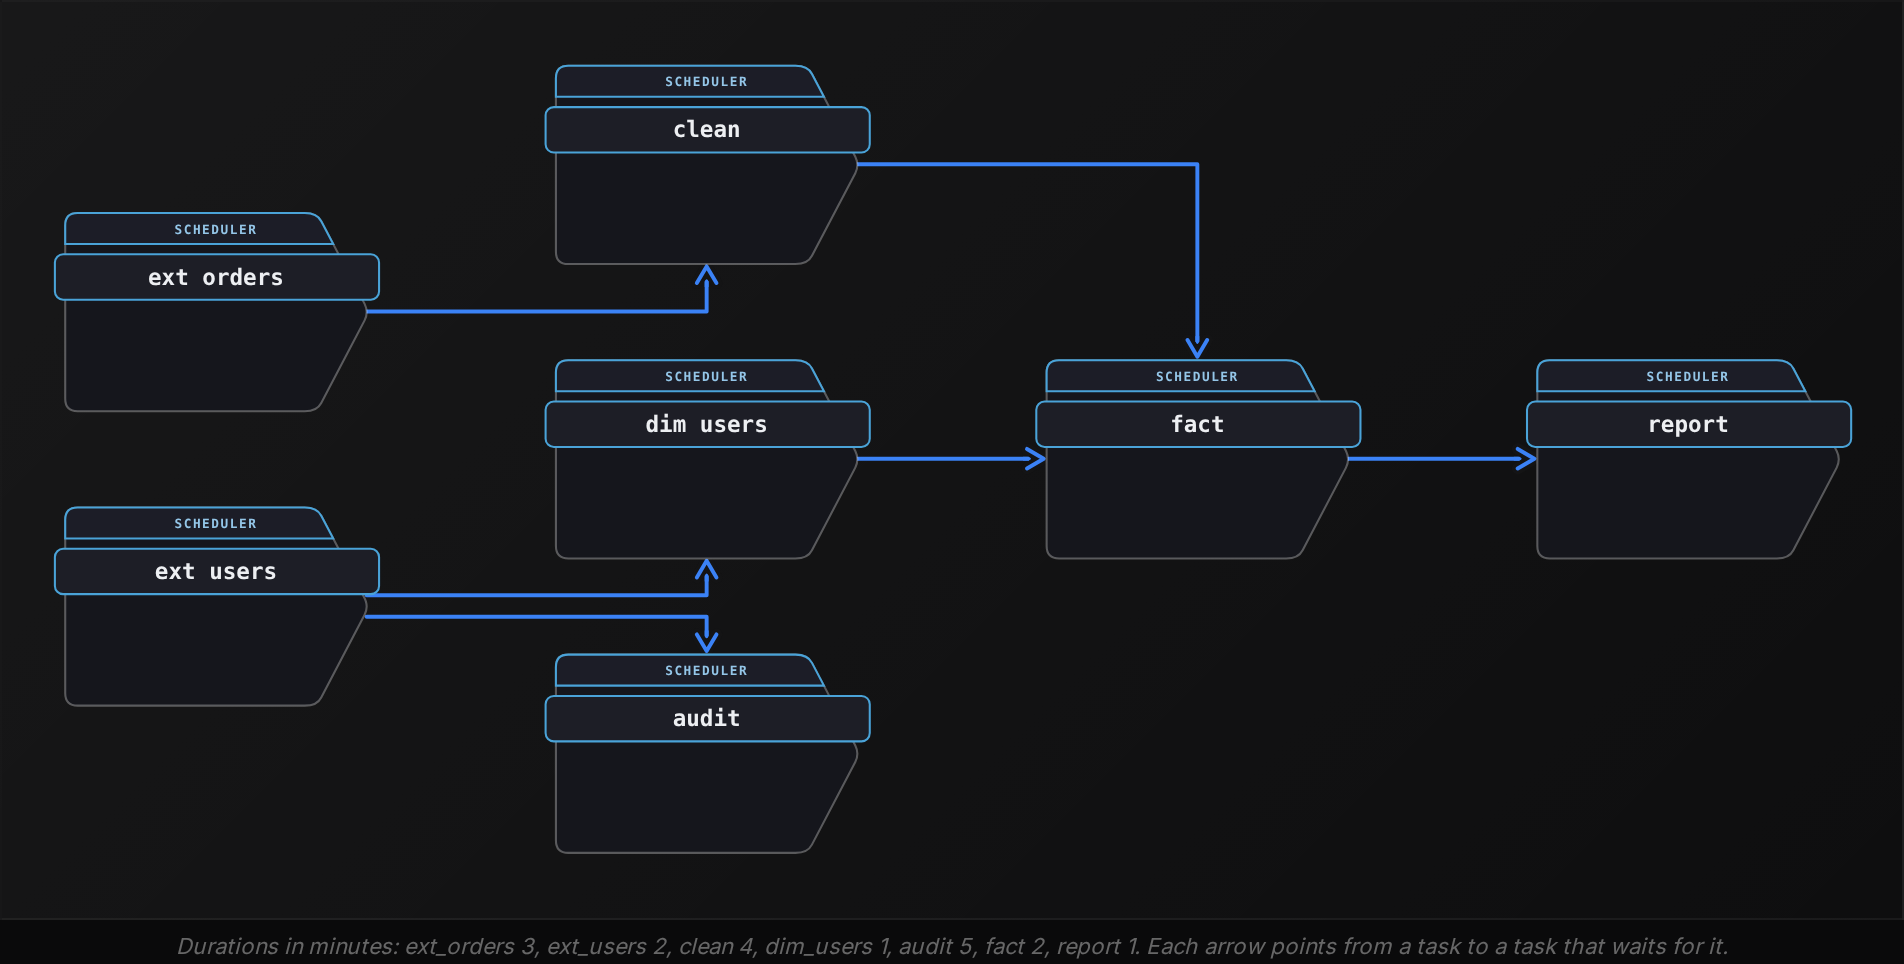 SCHEDULER
clean
SCHEDULER
ext orders
SCHEDULER
dim users
SCHEDULER
fact
SCHEDULER
report
SCHEDULER
ext users
SCHEDULER
audit
Durations in minutes: ext_orders 3, ext_users 2, clean 4, dim_users 1, audit 5, fact 2, report 1. Each arrow points from a task to a task that waits for it.